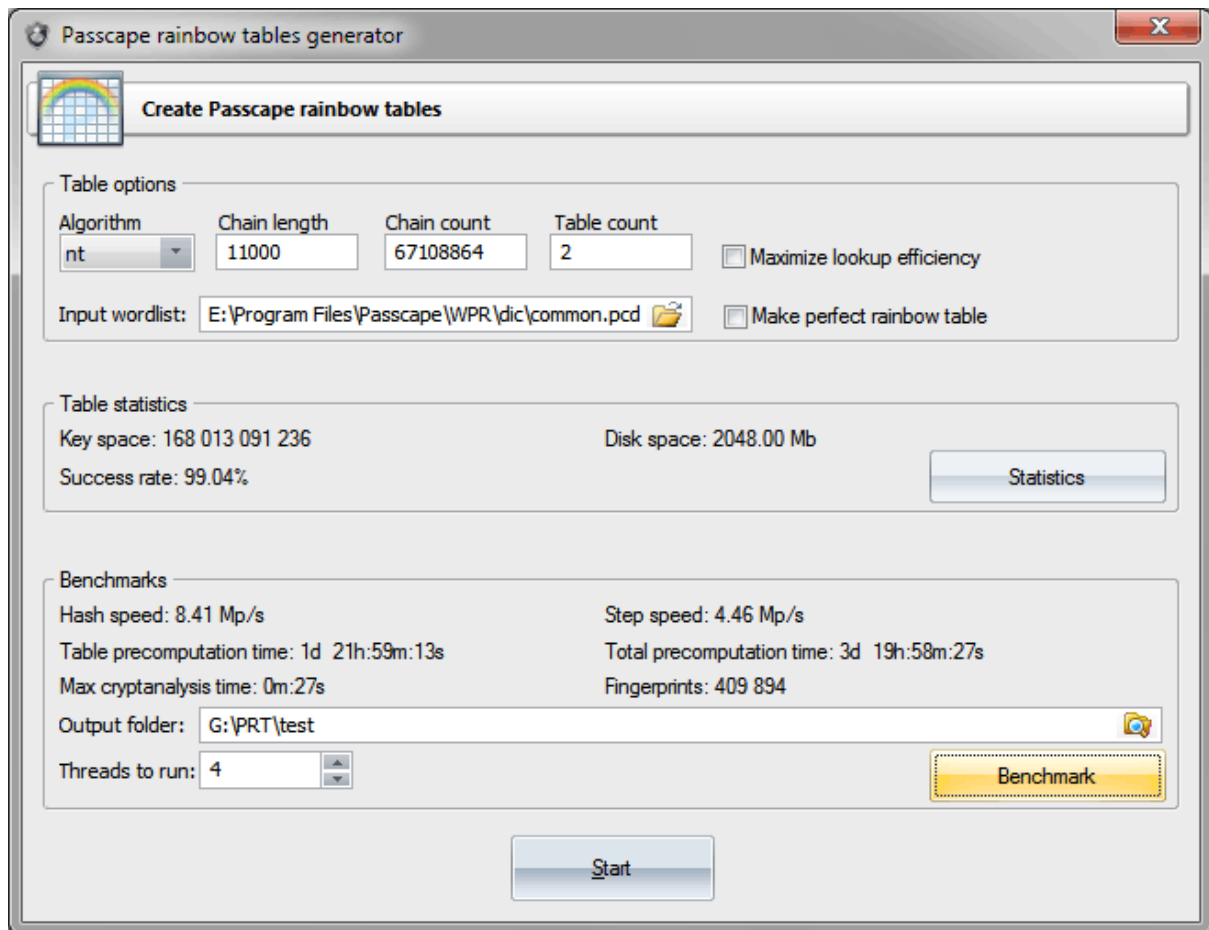 Passcape rainbow tables generator
Create Passcape rainbow tables
Table options
Algorithm Chain length Chain count Table count
nt 11000 67108864 2 Maximize lookup efficiency
Input wordlist: E:\Program Files\Passcape\WPR\dic\common.pcd Make perfect rainbow table
Table statistics
Key space: 168 013 091 236 Disk space: 2048.00 Mb
Success rate: 99.04% Statistics
Benchmarks
Hash speed: 8.41 Mp/s Step speed: 4.46 Mp/s
Table precomputation time: 1d 21h:59m:13s Total precomputation time: 3d 19h:58m:27s
Max cryptanalysis time: 0m:27s Fingerprints: 409 894
Output folder: G:\PRT\test
Threads to run: 4 Benchmark
Start